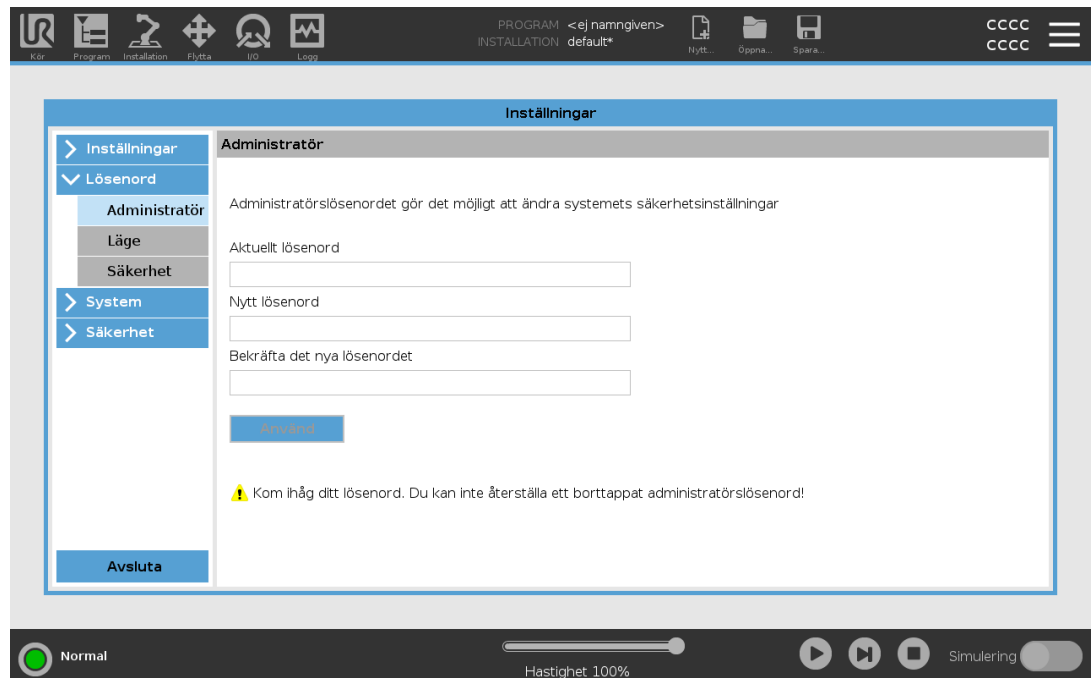 PROGRAM <ej namngiven>
INSTALLATION default*
cccc
cccc
Kör Program Installation Flytta I/O Logg Nytt... Öppna... Spara...
Inställningar
Inställningar
Lösenord
Administratör
Läge
Säkerhet
System
Säkerhet
Avsluta
Administratör
Administratörslösenordet gör det möjligt att ändra systemets säkerhetsinställningar
Aktuellt lösenord
Nytt lösenord
Bekräfta det nya lösenordet
Använd
Kom ihåg ditt lösenord. Du kan inte återställa ett borttappat administratörslösenord!
Normal
Hastighet 100%
Simulering